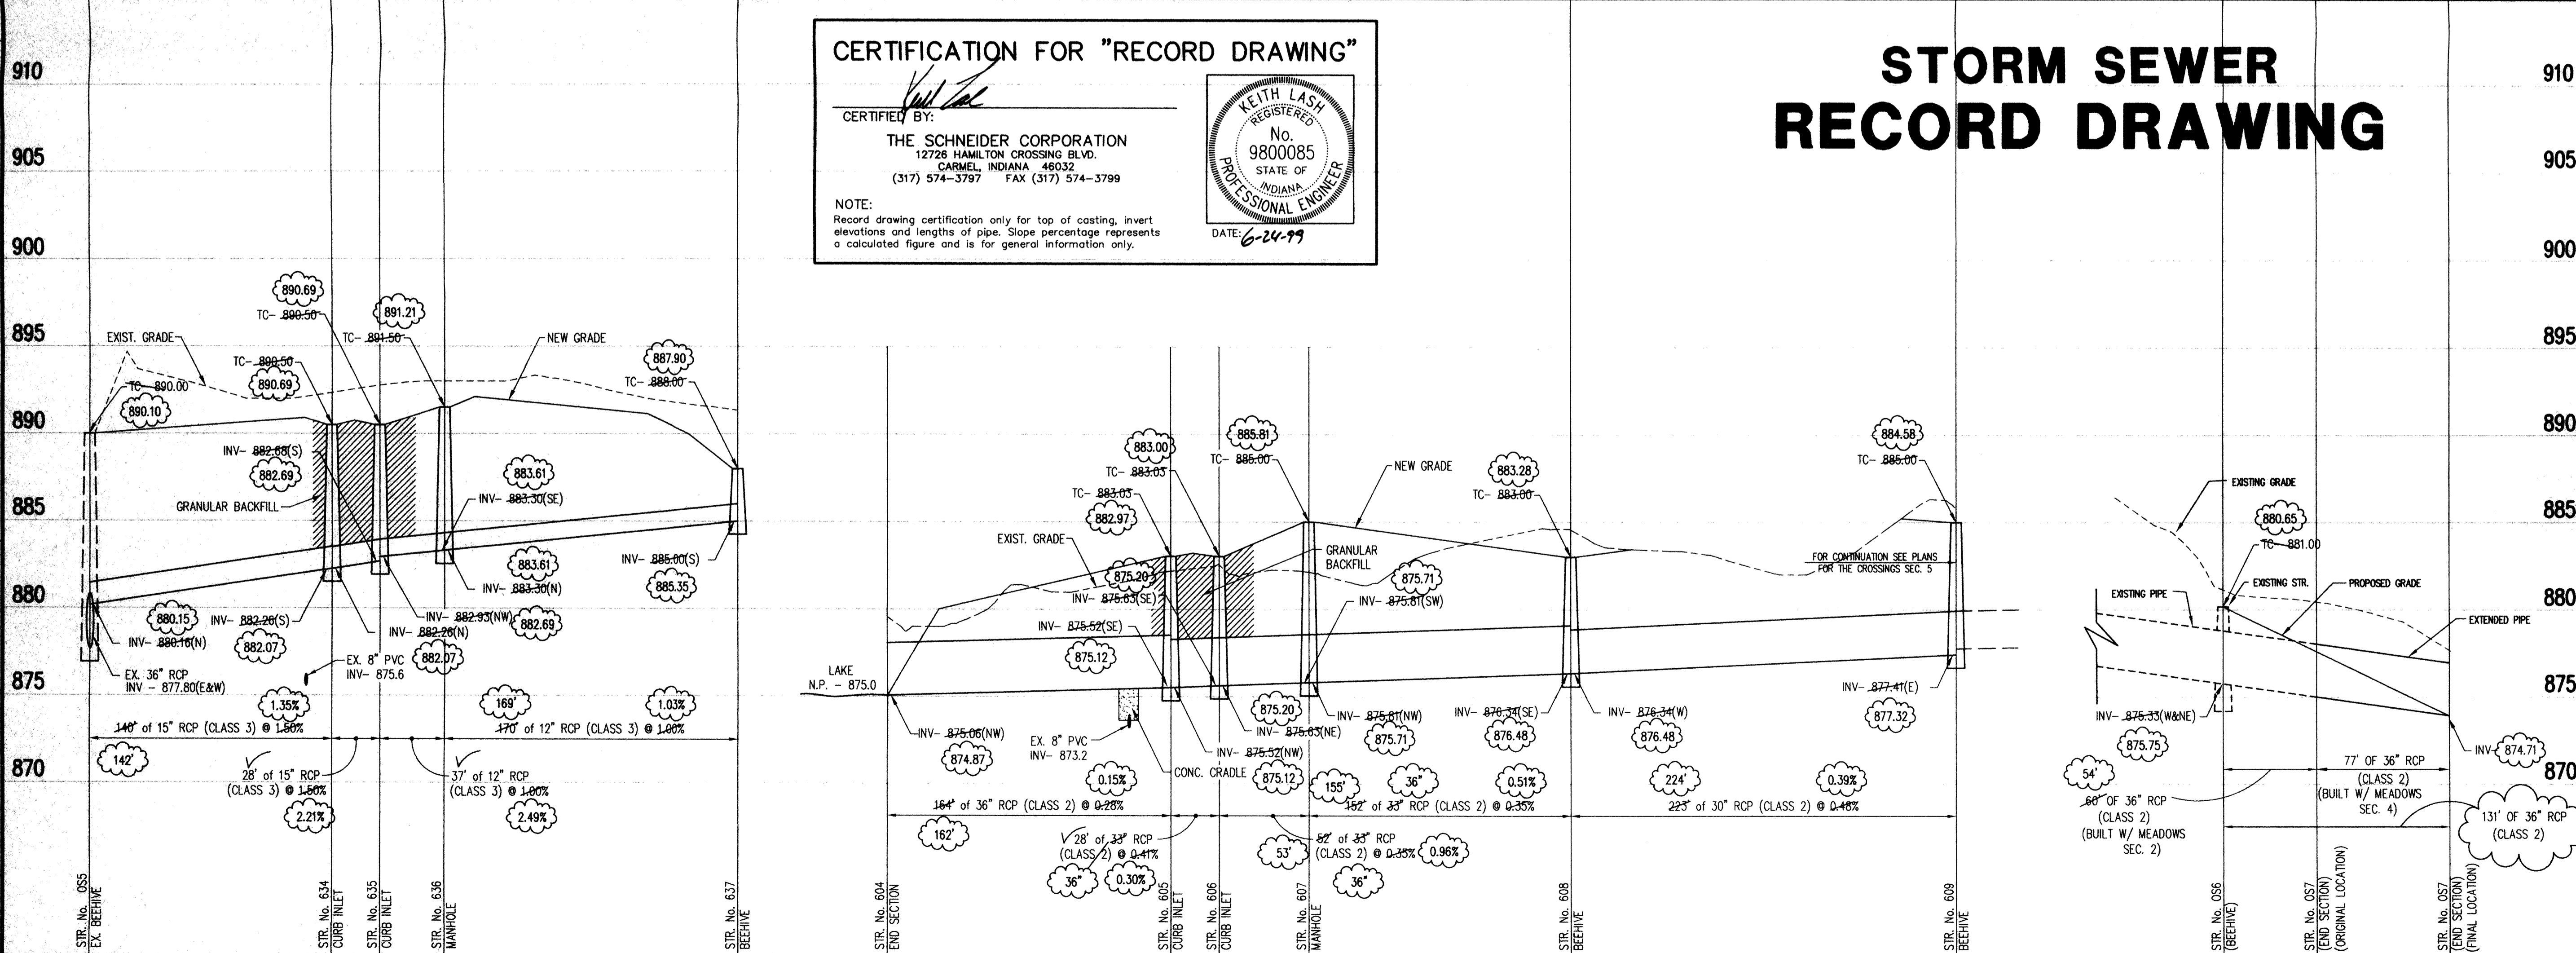 STORM SEWER
RECORD DRAWING
CERTIFICATION FOR "RECORD DRAWING"
CERTIFIED BY:
THE SCHNEIDER CORPORATION
12726 HAMILTON CROSSING BLVD.
CARMEL, INDIANA 46032
(317) 574-3797 FAX (317) 574-3799
NOTE:
Record drawing certification only for top of casting, invert
elevations and lengths of pipe. Slope percentage represents
a calculated figure and is for general information only.
KEITH LASH
REGISTERED
No.
9800085
STATE OF
INDIANA
PROFESSIONAL ENGINEER
DATE: 6-24-99
910
905
900
895
890
885
880
875
870
890.69
TC- 890.50
891.21
TC- 891.50
EXIST. GRADE
NEW GRADE
TC- 890.50
890.69
887.90
TC- 888.00
TC- 890.00
890.10
INV- 882.68(S)
882.69
883.61
INV- 883.30(SE)
GRANULAR BACKFILL
INV- 885.00(S)
885.35
883.61
INV- 883.30(N)
880.15
INV- 880.16(N)
INV- 882.26(S)
882.07
INV- 882.93(NW)
882.69
INV- 882.26(N)
882.07
EX. 36" RCP
INV - 877.80(E&W)
EX. 8" PVC
INV- 875.6
1.35%
169'
1.03%
140' of 15" RCP (CLASS 3) @ 1.50%
170' of 12" RCP (CLASS 3) @ 1.00%
142'
28' of 15" RCP
(CLASS 3) @ 1.50%
2.21%
37' of 12" RCP
(CLASS 3) @ 1.00%
2.49%
STR. No. OS5
EX. BEEHIVE
STR. No. 634
CURB INLET
STR. No. 635
CURB INLET
STR. No. 636
MANHOLE
STR. No. 637
BEEHIVE
883.00
TC- 883.03
885.81
TC- 885.00
TC- 883.03
882.97
NEW GRADE
883.28
TC- 883.00
884.58
TC- 885.00
EXIST. GRADE
GRANULAR
BACKFILL
875.20
INV- 875.63(SE)
875.71
INV- 875.81(SW)
FOR CONTINUATION SEE PLANS
FOR THE CROSSINGS SEC. 5
INV- 875.52(SE)
875.12
LAKE
N.P. - 875.0
INV- 875.06(NW)
874.87
EX. 8" PVC
INV- 873.2
CONC. CRADLE
875.20
INV- 875.63(NE)
INV- 875.52(NW)
875.12
INV- 875.81(NW)
875.71
INV- 876.34(SE)
876.48
INV- 876.34(W)
876.48
INV- 877.41(E)
877.32
0.15%
155'
36"
0.51%
224'
0.39%
164' of 36" RCP (CLASS 2) @ 0.28%
152' of 33" RCP (CLASS 2) @ 0.35%
223' of 30" RCP (CLASS 2) @ 0.48%
162'
28' of 33" RCP
(CLASS 2) @ 0.41%
36"
0.30%
53'
52' of 33" RCP
(CLASS 2) @ 0.35%
0.96%
36"
STR. No. 604
END SECTION
STR. No. 605
CURB INLET
STR. No. 606
CURB INLET
STR. No. 607
MANHOLE
STR. No. 608
BEEHIVE
STR. No. 609
BEEHIVE
EXISTING GRADE
880.65
TC- 881.00
EXISTING PIPE
EXISTING STR.
PROPOSED GRADE
EXTENDED PIPE
INV- 875.33(W&NE)
875.75
INV- 874.71
54'
60' OF 36" RCP
(CLASS 2)
(BUILT W/ MEADOWS
SEC. 2)
77' OF 36" RCP
(CLASS 2)
(BUILT W/ MEADOWS
SEC. 4)
131' OF 36" RCP
(CLASS 2)
STR. No. OS6
(BEEHIVE)
STR. No. OS7
(END SECTION)
(ORIGINAL LOCATION)
STR. No. OS7
(END SECTION)
(FINAL LOCATION)
910
905
900
895
890
885
880
875
870